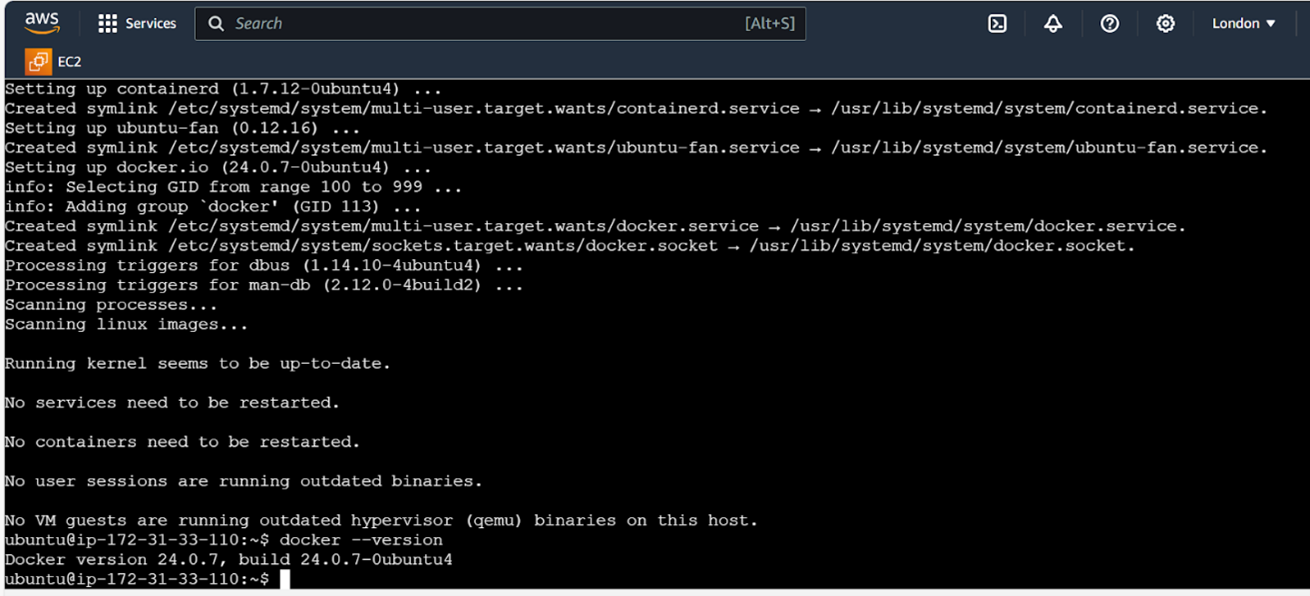 aws Services Search [Alt+S] London
EC2
Setting up containerd (1.7.12-0ubuntu4) ...
Created symlink /etc/systemd/system/multi-user.target.wants/containerd.service → /usr/lib/systemd/system/containerd.service.
Setting up ubuntu-fan (0.12.16) ...
Created symlink /etc/systemd/system/multi-user.target.wants/ubuntu-fan.service → /usr/lib/systemd/system/ubuntu-fan.service.
Setting up docker.io (24.0.7-0ubuntu4) ...
info: Selecting GID from range 100 to 999 ...
info: Adding group `docker' (GID 113) ...
Created symlink /etc/systemd/system/multi-user.target.wants/docker.service → /usr/lib/systemd/system/docker.service.
Created symlink /etc/systemd/system/sockets.target.wants/docker.socket → /usr/lib/systemd/system/docker.socket.
Processing triggers for dbus (1.14.10-4ubuntu4) ...
Processing triggers for man-db (2.12.0-4build2) ...
Scanning processes...
Scanning linux images...
Running kernel seems to be up-to-date.
No services need to be restarted.
No containers need to be restarted.
No user sessions are running outdated binaries.
No VM guests are running outdated hypervisor (qemu) binaries on this host.
ubuntu@ip-172-31-33-110:~$ docker --version
Docker version 24.0.7, build 24.0.7-0ubuntu4
ubuntu@ip-172-31-33-110:~$